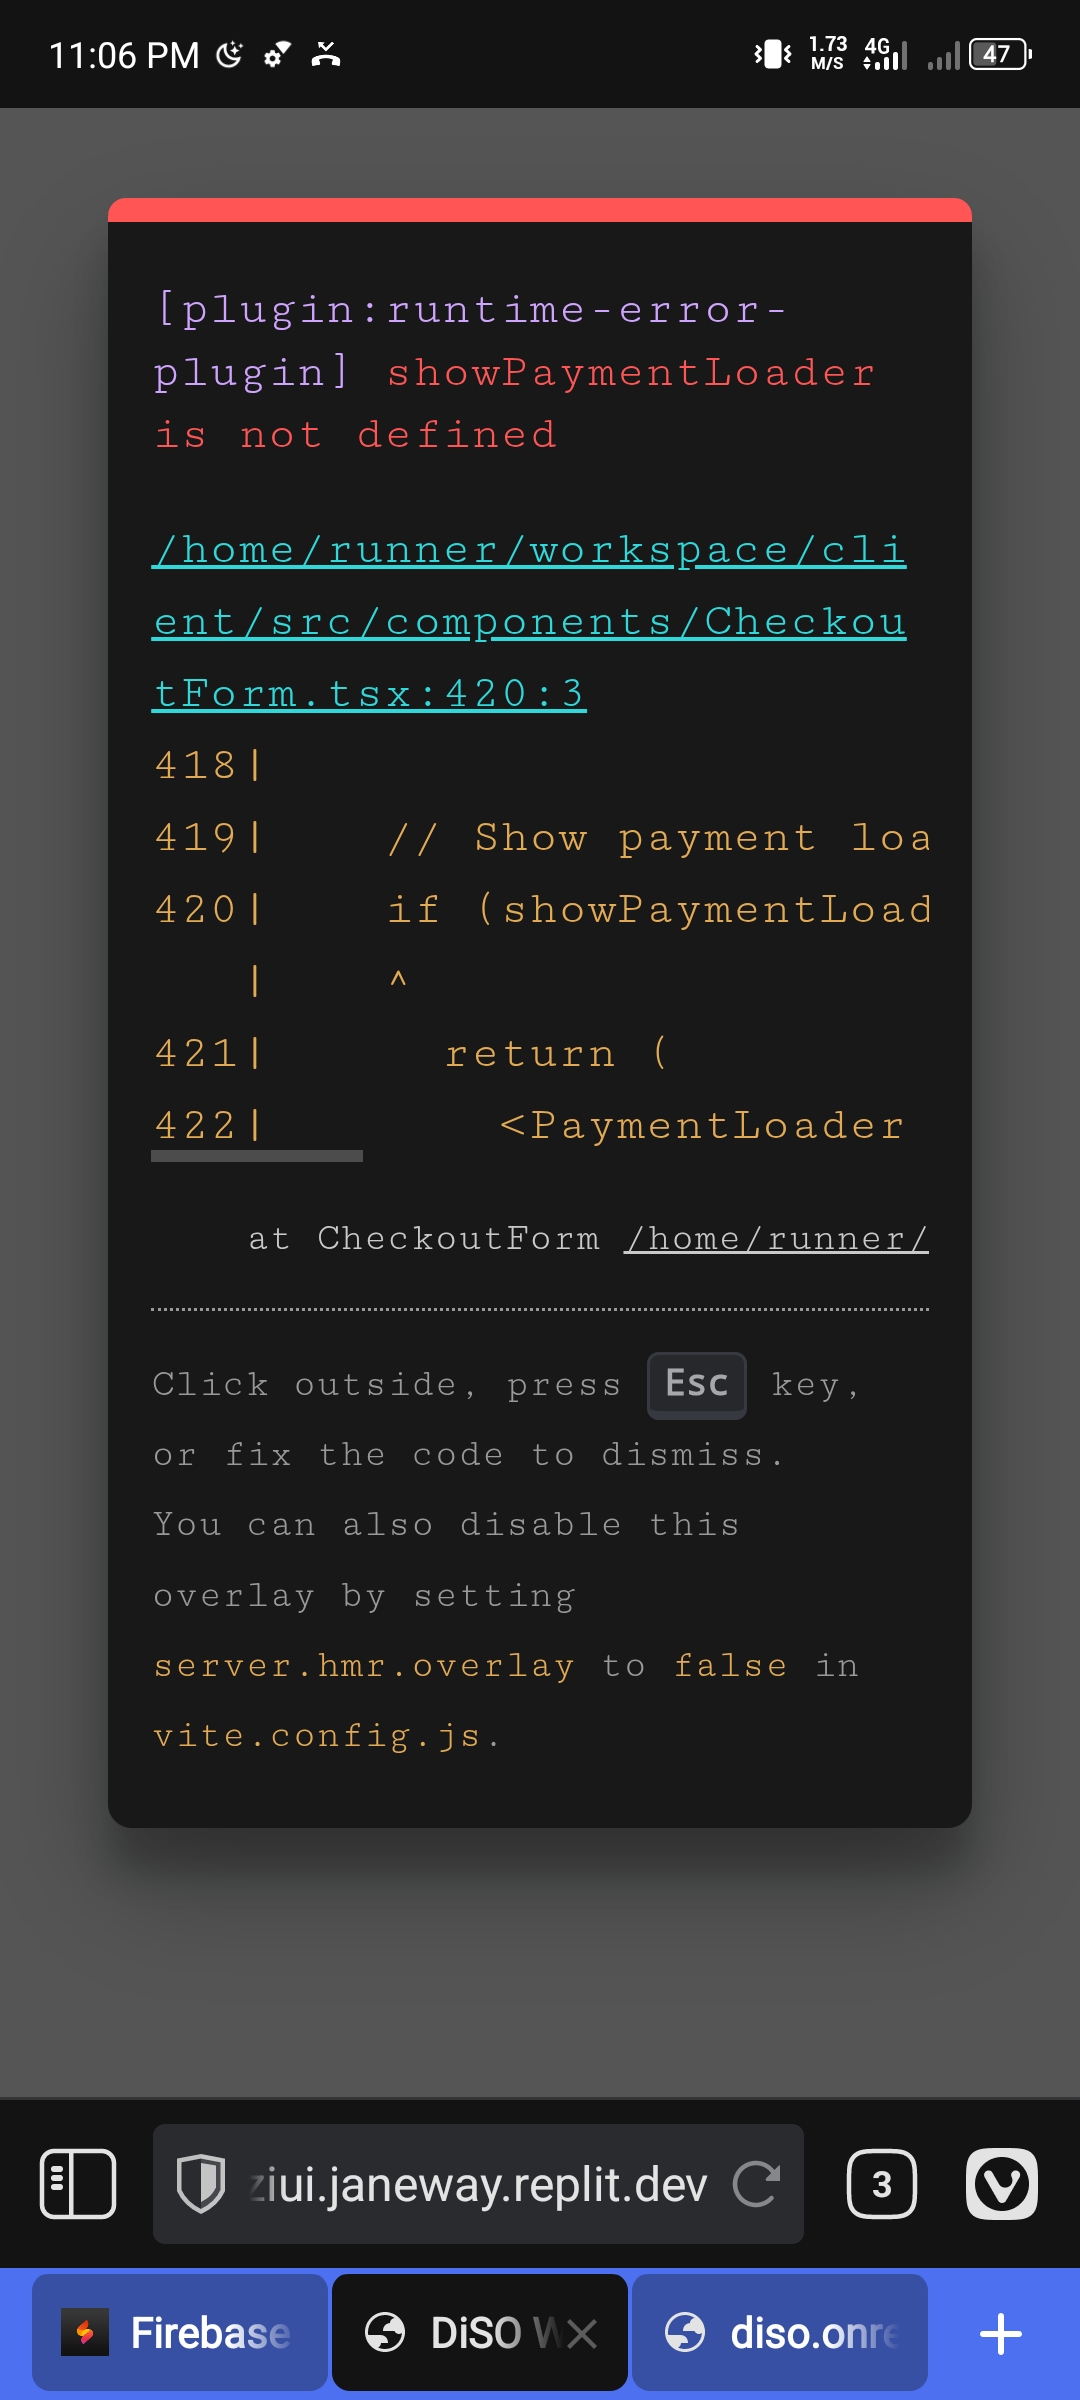 11:06 PM
1.73 M/S
4G
47
[plugin:runtime-error-
plugin] showPaymentLoader
is not defined
/home/runner/workspace/cli
ent/src/components/Checkou
tForm.tsx:420:3
418|
419|    // Show payment loa
420|    if (showPaymentLoad
   |    ^
421|      return (
422|        <PaymentLoader
at CheckoutForm /home/runner/
Click outside, press Esc key,
or fix the code to dismiss.
You can also disable this
overlay by setting
server.hmr.overlay to false in
vite.config.js.
ziui.janeway.replit.dev
3
Firebase
DiSO W
diso.onre